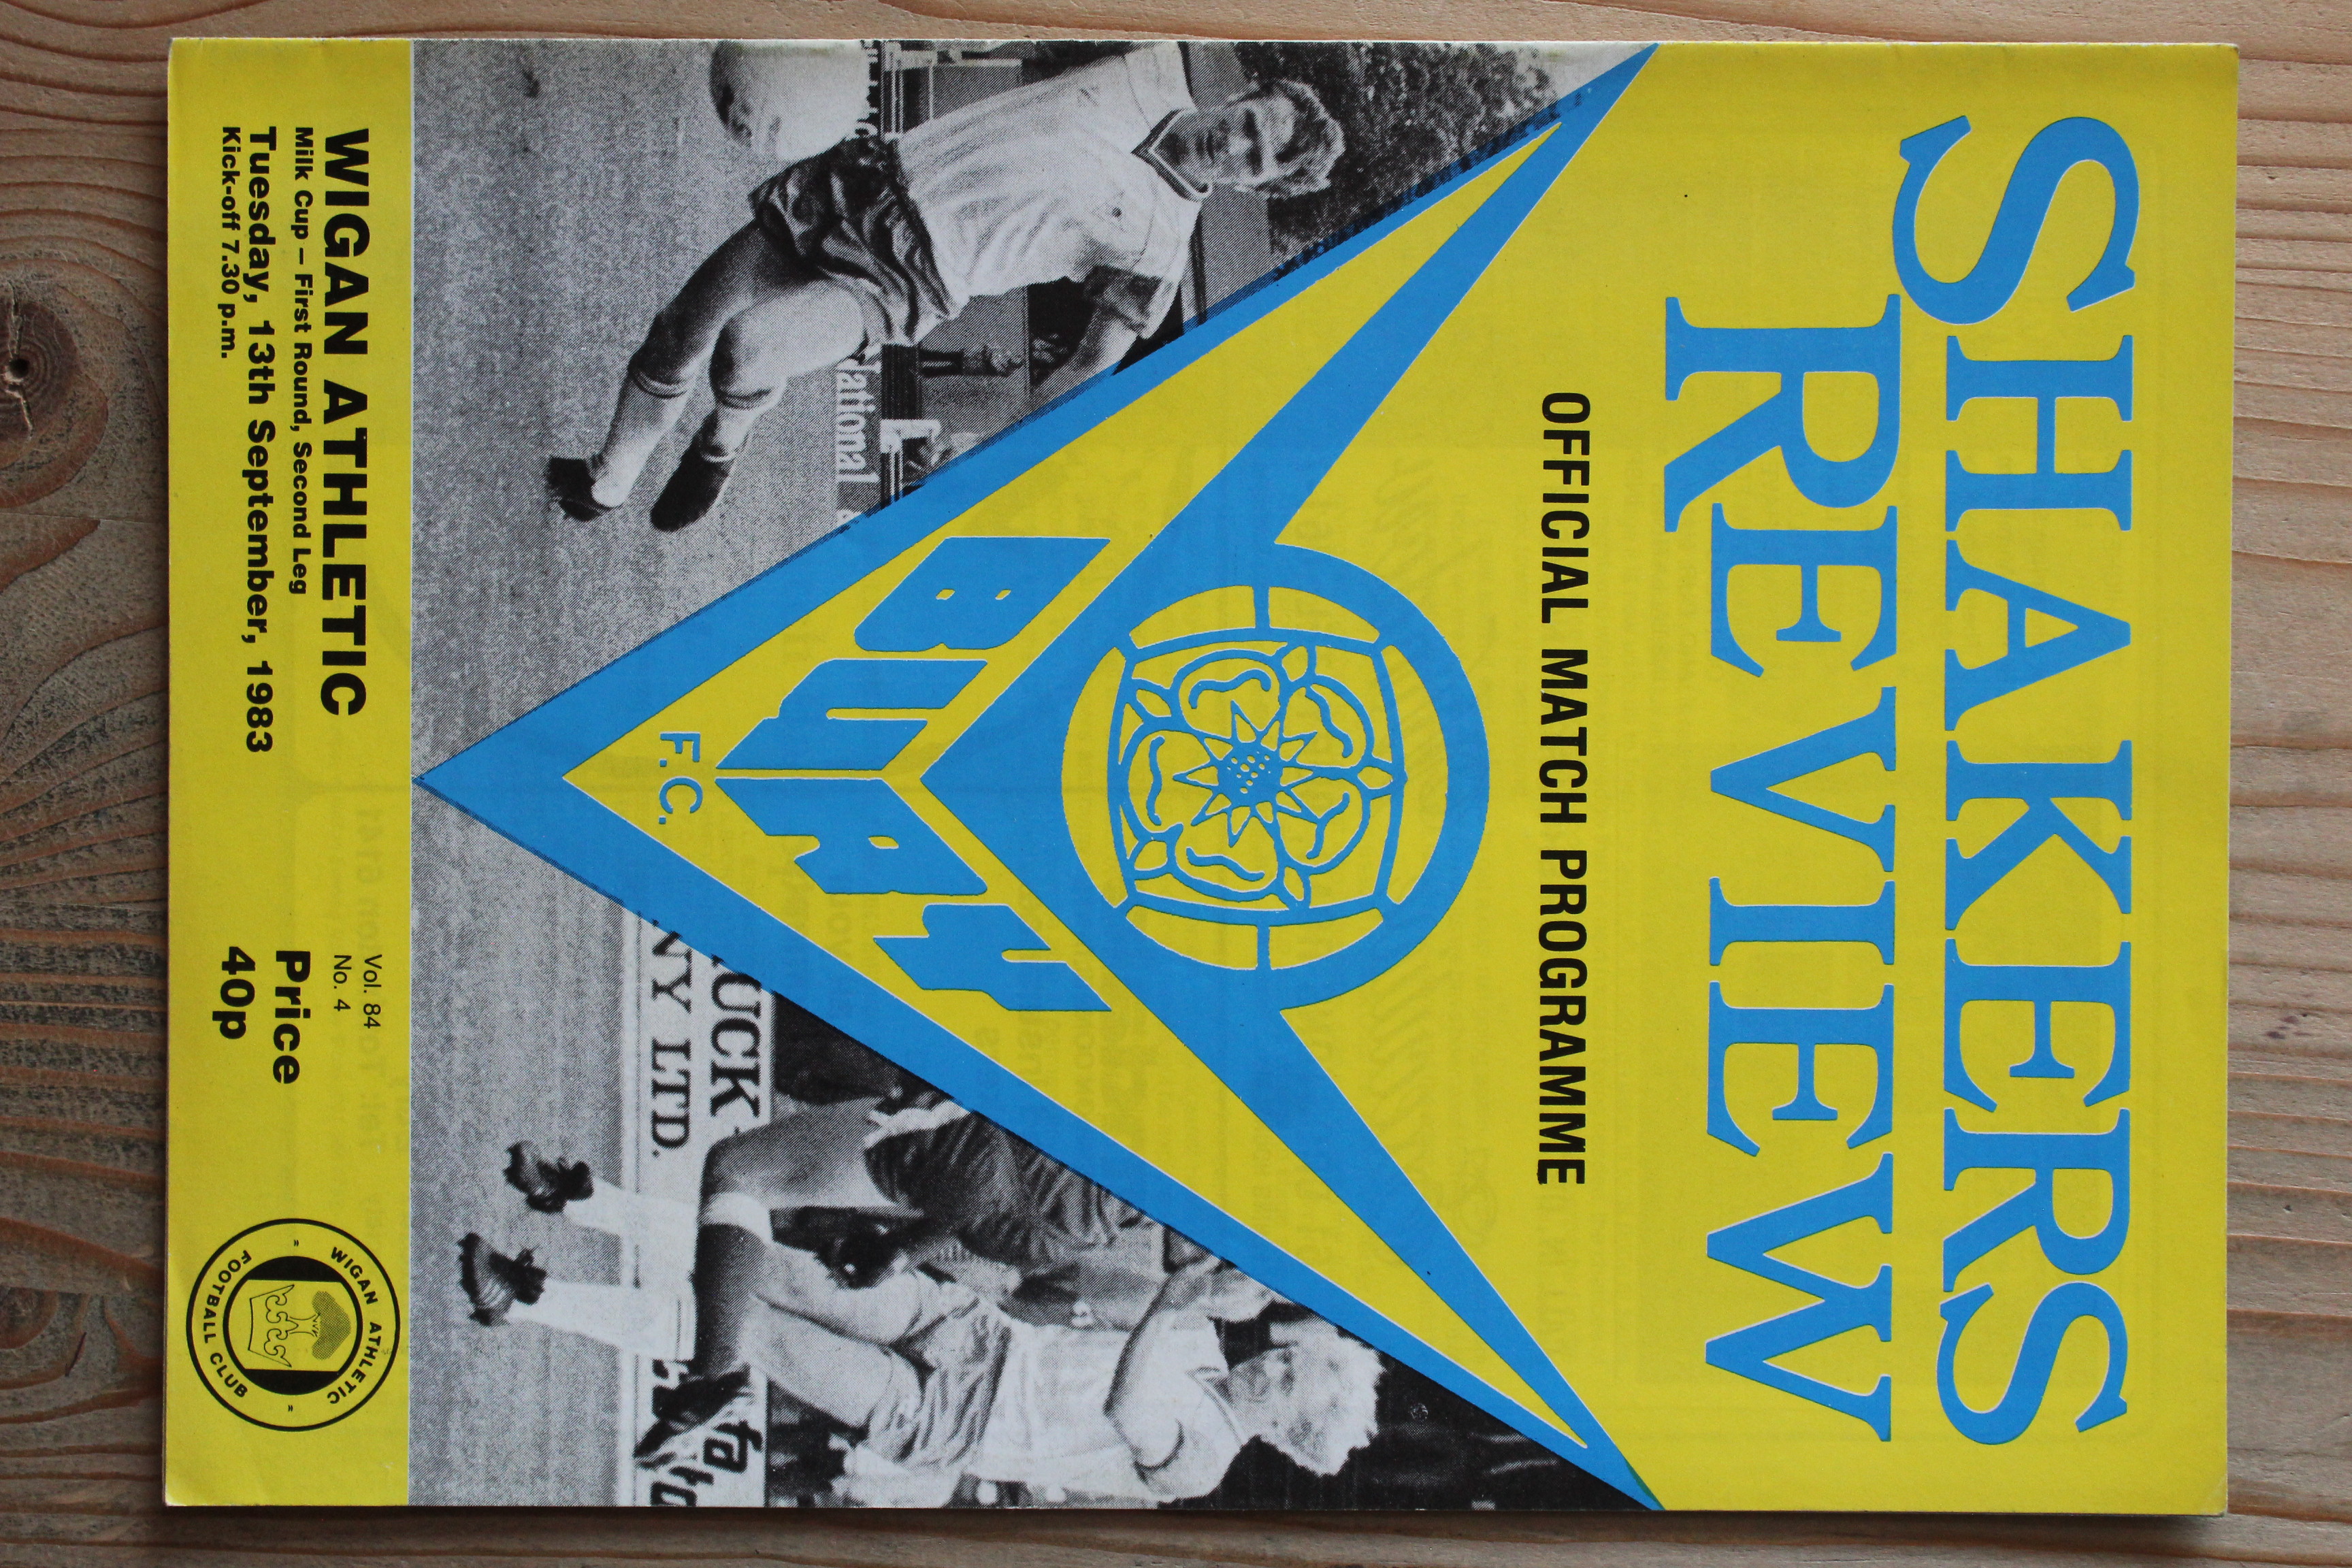 SHAKERS
REVIEW
OFFICIAL MATCH PROGRAMME
BURY
F.C.
UCK
NY LTD.
WIGAN ATHLETIC
Milk Cup – First Round, Second Leg
Tuesday, 13th September, 1983
Kick-off 7.30 p.m.
Vol. 84
No. 4
Price
40p
WIGAN ATHLETIC
FOOTBALL CLUB